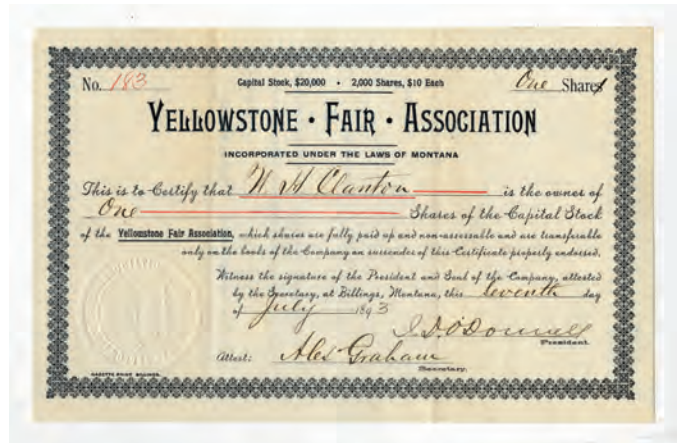 No. 183 Capital Stock, $20,000 • 2,000 Shares, $10 Each One Shares
YELLOWSTONE • FAIR • ASSOCIATION
INCORPORATED UNDER THE LAWS OF MONTANA
This is to Certify that W. H. Clanton is the owner of
One Shares of the Capital Stock
of the Yellowstone Fair Association, which shares are fully paid up and non-assessable and are transferable
only on the books of the Company on surrender of this Certificate properly endorsed.
Witness the signature of the President and Seal of the Company, attested
by the Secretary, at Billings, Montana, this Seventh day
of July 1893
I. D. O'Donnell
President.
Attest: Alex Graham
Secretary.
GAZETTE PRINT BILLINGS.